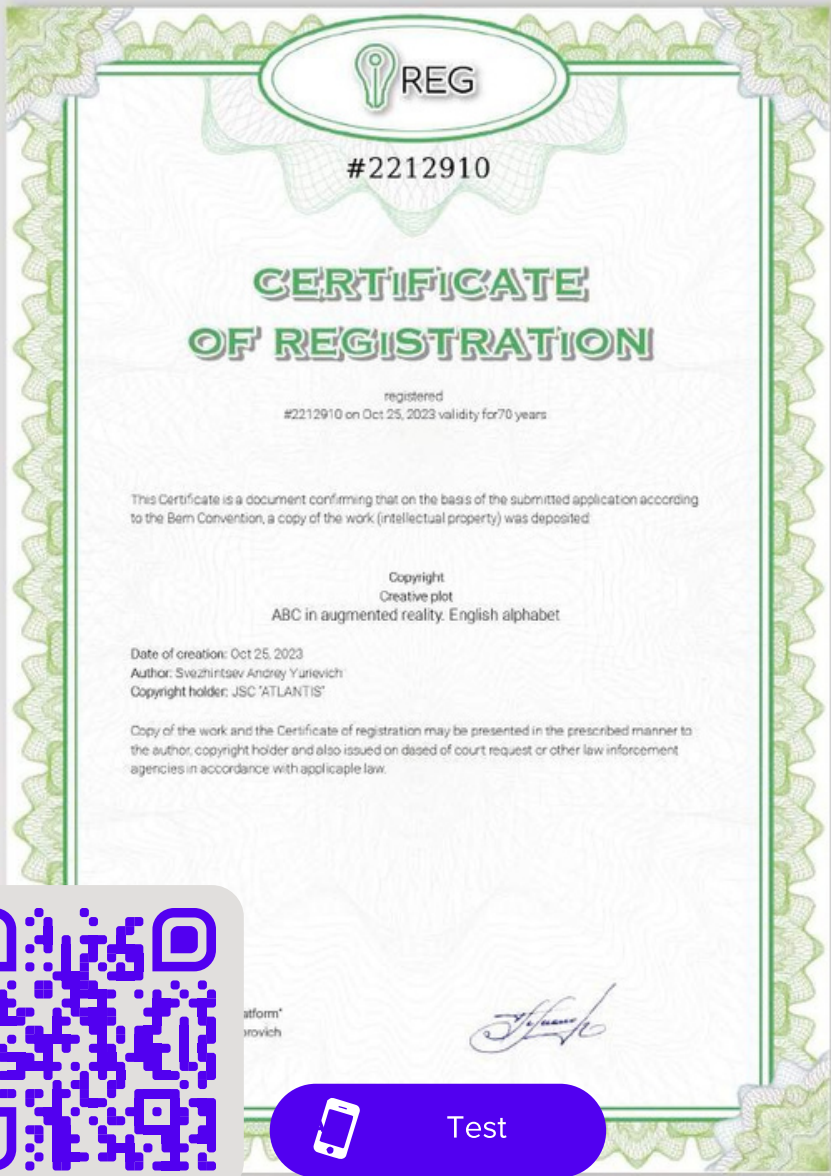 REG
#2212910
CERTIFICATE
OF REGISTRATION
registered
#2212910 on Oct 25, 2023 validity for70 years
This Certificate is a document confirming that on the basis of the submitted application according
to the Bern Convention, a copy of the work (intellectual property) was deposited
Copyright
Creative plot
ABC in augmented reality. English alphabet
Date of creation: Oct 25, 2023
Author: Svezhintsev Andrey Yurievich
Copyright holder: JSC "ATLANTIS"
Copy of the work and the Certificate of registration may be presented in the prescribed manner to
the author, copyright holder and also issued on dased of court request or other law inforcement
agencies in accordance with applicaple law.
atform"
orovich
Test